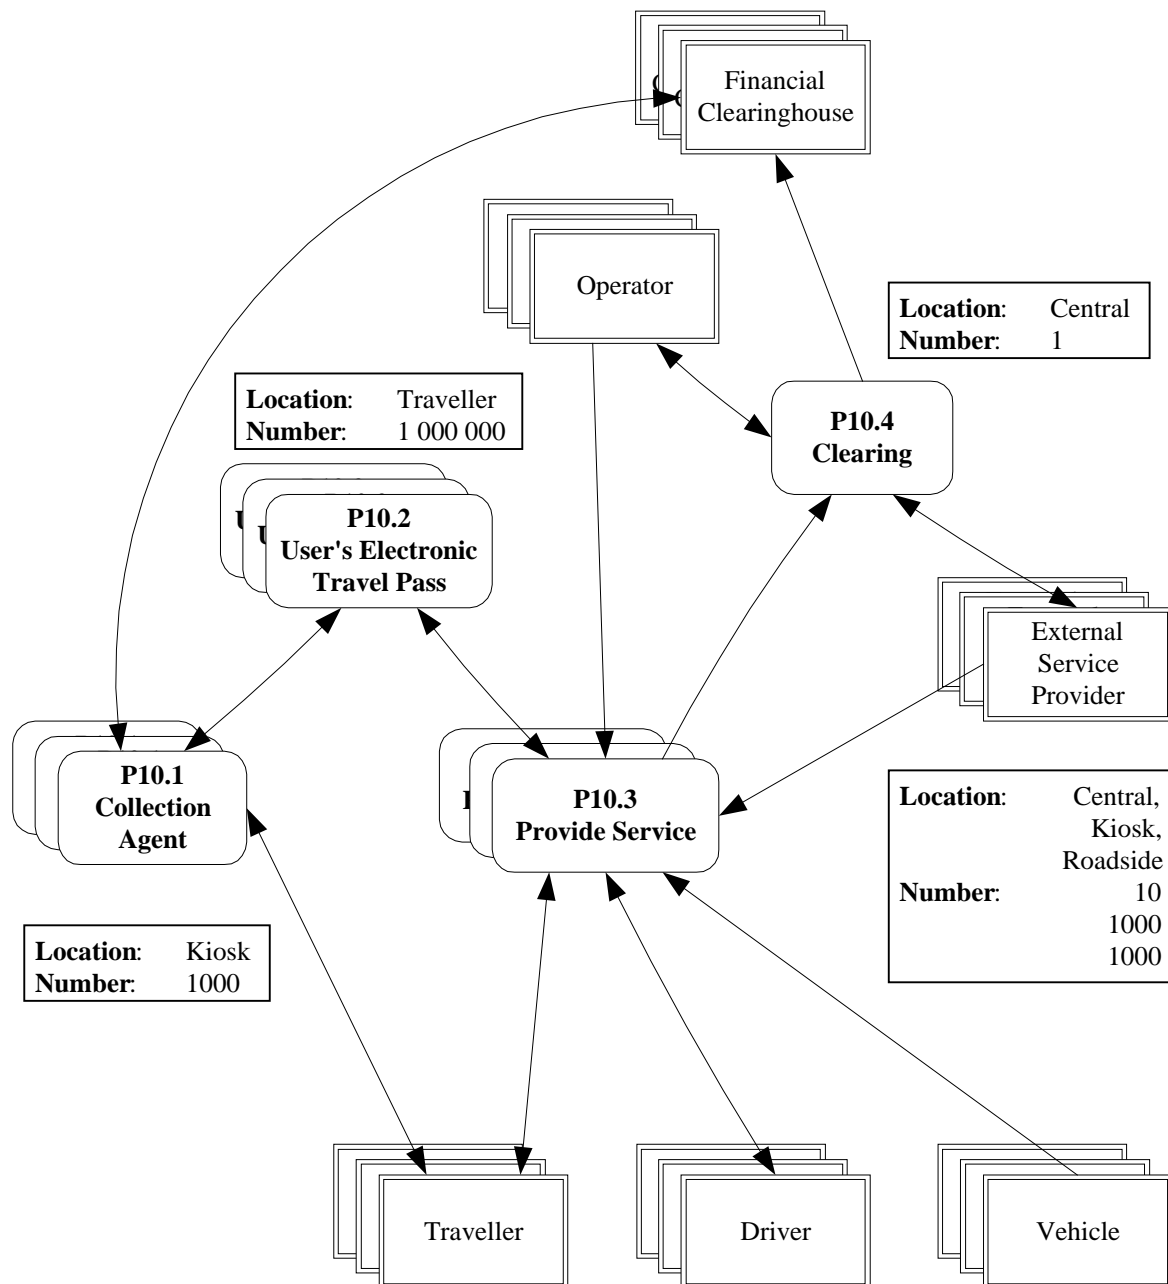 Financial
Clearinghouse
Operator
Location: Central
Number: 1
Location: Traveller
Number: 1 000 000
P10.4
Clearing
P10.2
User's Electronic
Travel Pass
External
Service
Provider
P10.1
Collection
Agent
P10.3
Provide Service
Location: Central,
Kiosk,
Roadside
Number: 10
1000
1000
Location: Kiosk
Number: 1000
Traveller
Driver
Vehicle